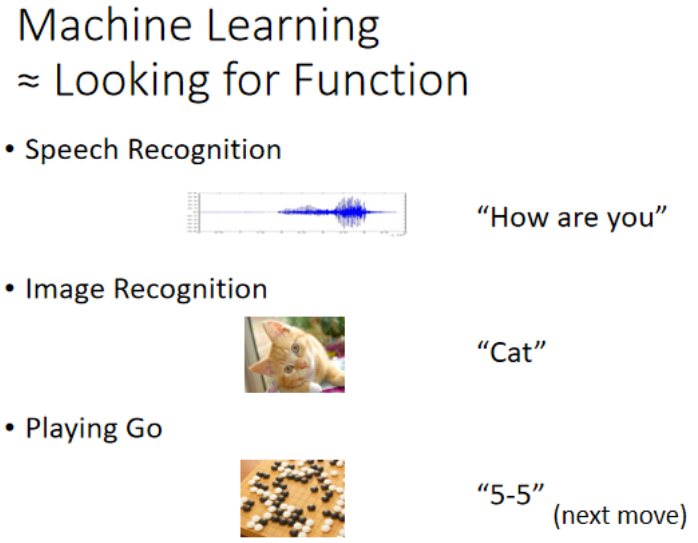 Machine Learning
≈ Looking for Function
• Speech Recognition
“How are you”
• Image Recognition
“Cat”
• Playing Go
“5-5” (next move)